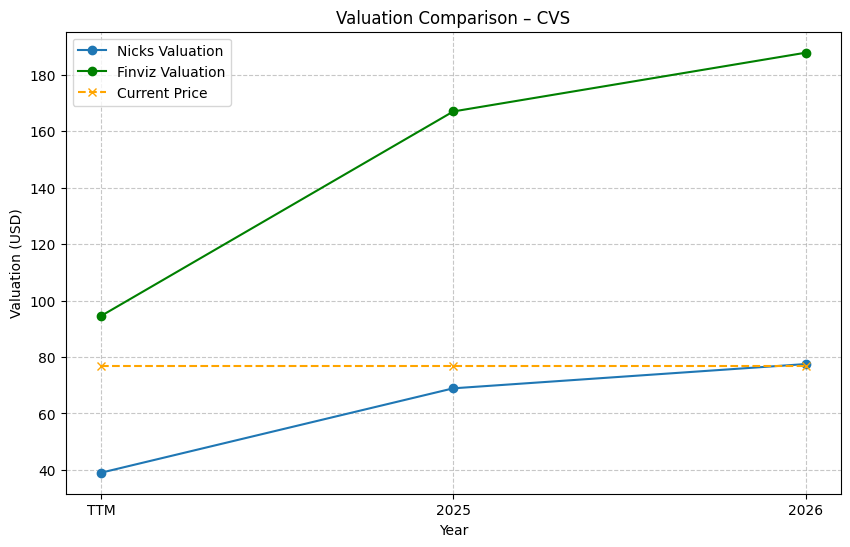 Valuation Comparison – CVS
Nicks Valuation
Finviz Valuation
Current Price
Valuation (USD)
180
160
140
120
100
80
60
40
TTM
2025
2026
Year